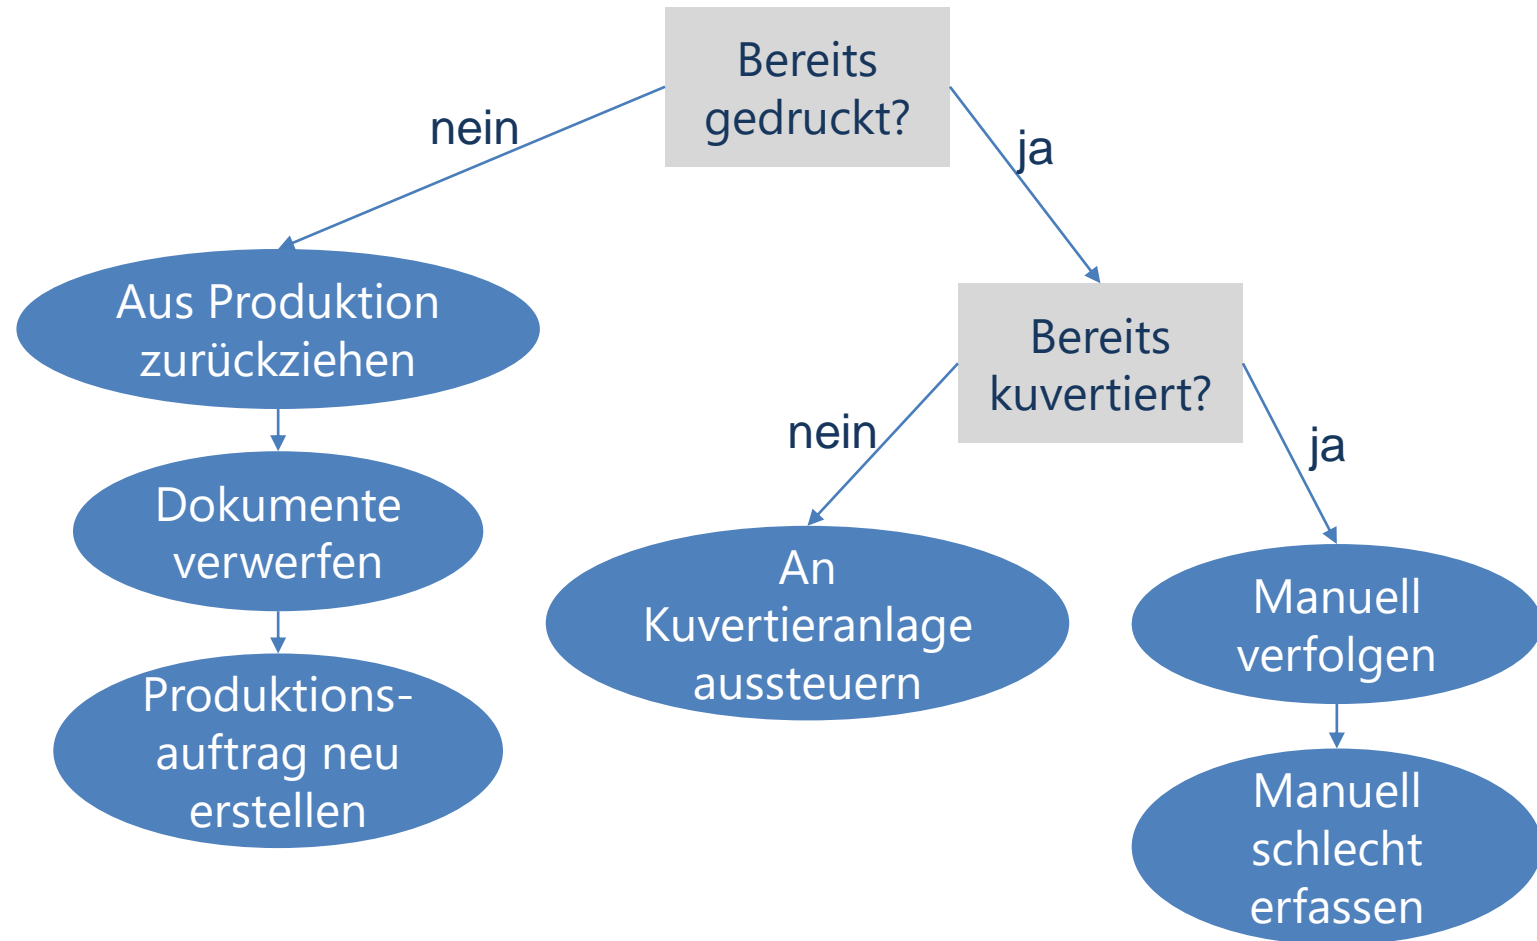 Bereits
gedruckt?
nein
ja
Aus Produktion
zurückziehen
Bereits
kuvertiert?
nein
ja
Dokumente
verwerfen
An
Kuvertieranlage
aussteuern
Manuell
verfolgen
Produktions-
auftrag neu
erstellen
Manuell
schlecht
erfassen